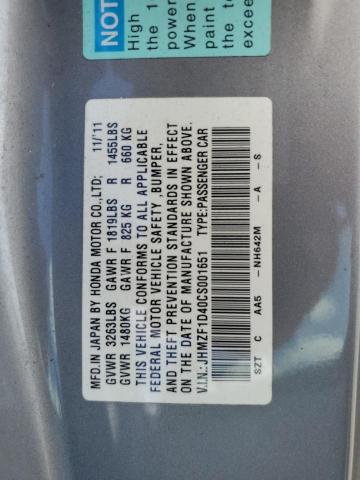 NOT
High
the 1
power
When
paint
the t
excee
MFD.IN JAPAN BY HONDA MOTOR CO.,LTD; 11/'11
GVWR 3263LBS GAWR F 1819LBS R 1455LBS
GVWR 1480KG GAWR F 825 KG R 660 KG
THIS VEHICLE CONFORMS TO ALL APPLICABLE
FEDERAL MOTOR VEHICLE SAFETY ,BUMPER,
AND THEFT PREVENTION STANDARDS IN EFFECT
ON THE DATE OF MANUFACTURE SHOWN ABOVE.
V.I.N.:JHMZF1D40CS001651 TYPE:PASSENGER CAR
SZT C AA5 -NH642M -A -S